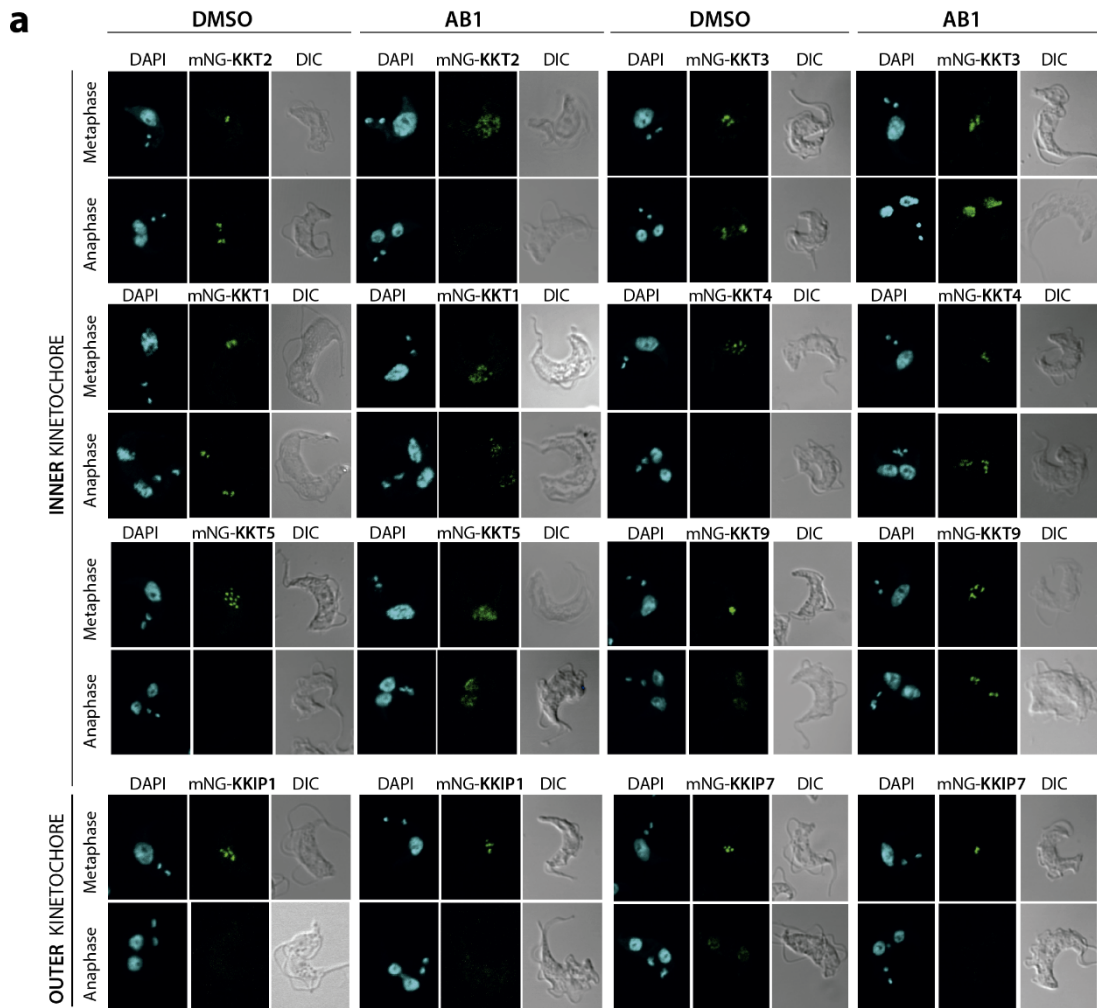 a
DMSO AB1 DMSO AB1
DAPI mNG-KKT2 DIC DAPI mNG-KKT2 DIC DAPI mNG-KKT3 DIC DAPI mNG-KKT3 DIC
Metaphase
Anaphase
DAPI mNG-KKT1 DIC DAPI mNG-KKT1 DIC DAPI mNG-KKT4 DIC DAPI mNG-KKT4 DIC
INNER KINETOCHORE
Metaphase
Anaphase
DAPI mNG-KKT5 DIC DAPI mNG-KKT5 DIC DAPI mNG-KKT9 DIC DAPI mNG-KKT9 DIC
Metaphase
Anaphase
DAPI mNG-KKIP1 DIC DAPI mNG-KKIP1 DIC DAPI mNG-KKIP7 DIC DAPI mNG-KKIP7 DIC
OUTER KINETOCHORE
Metaphase
Anaphase